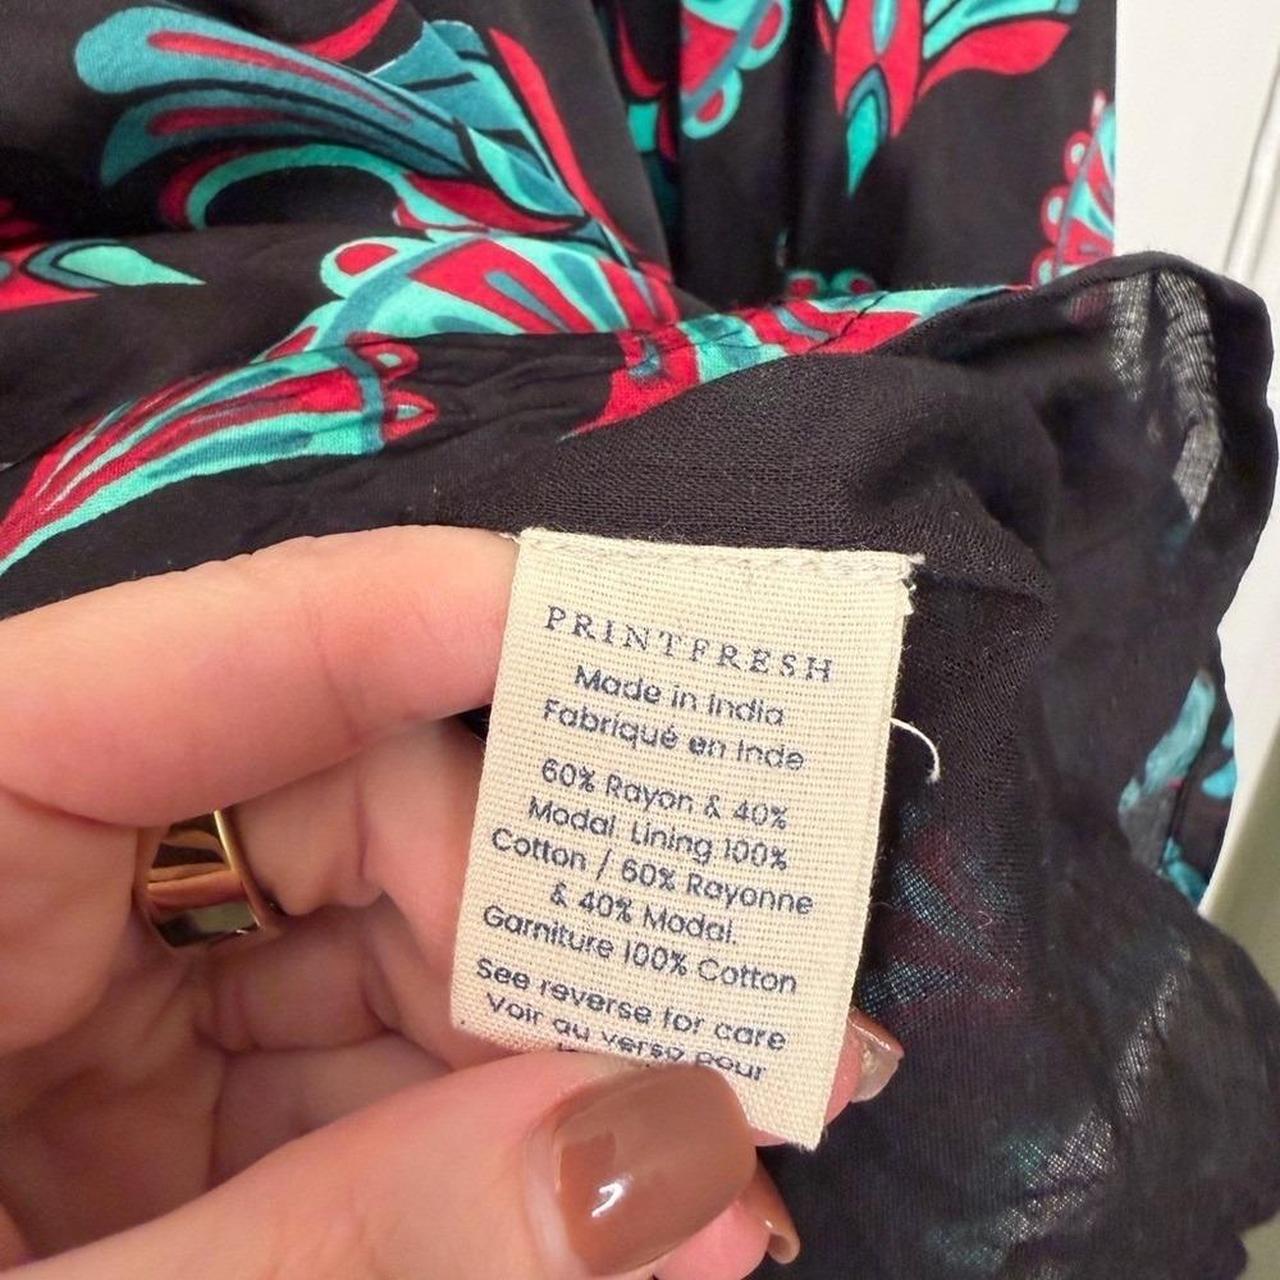 PRINTFRESH
Made in India
Fabriqué en Inde
60% Rayon & 40%
Modal. Lining 100%
Cotton / 60% Rayonne
& 40% Modal.
Garniture 100% Cotton
See reverse for care
Voir au verso pour